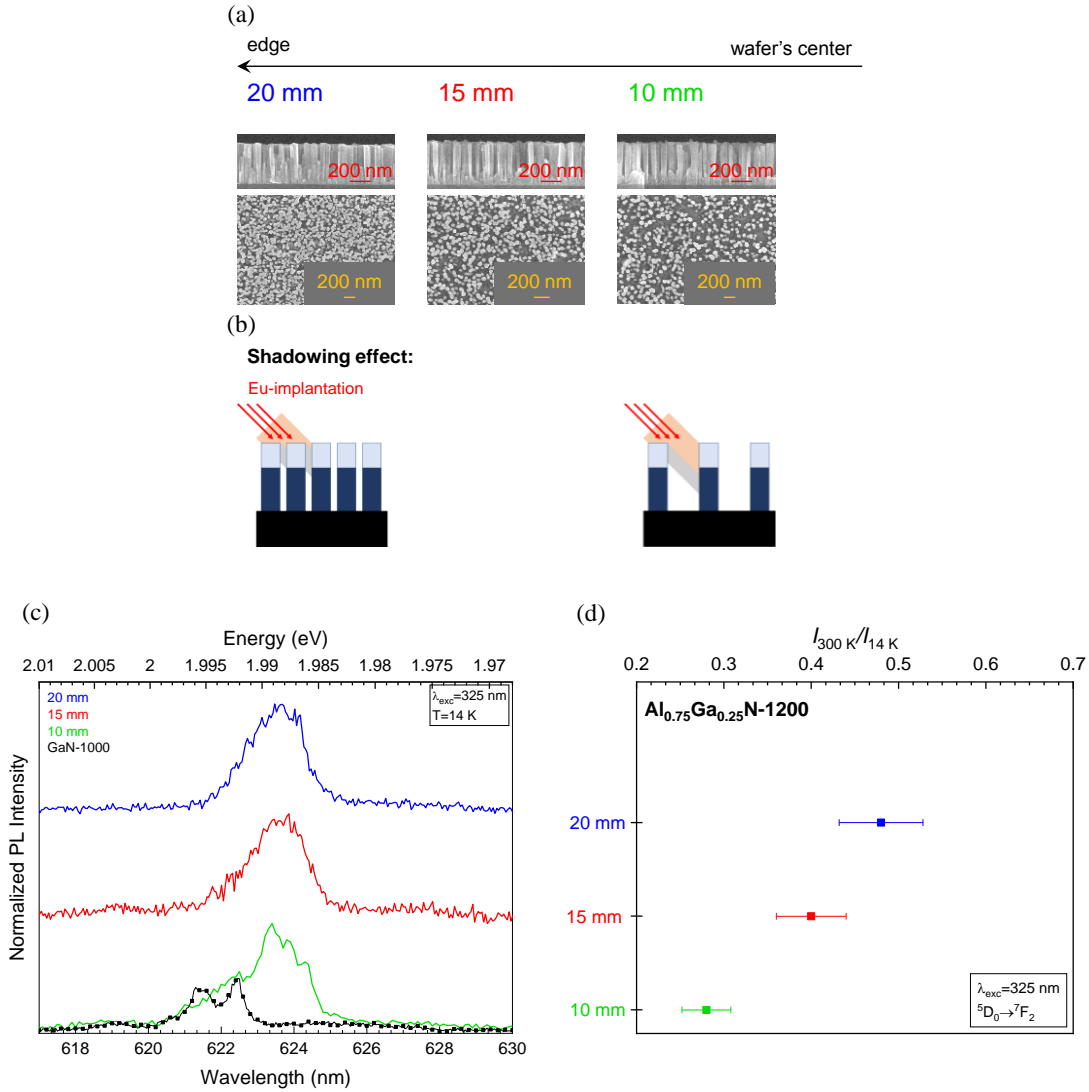 (a)
edge
wafer's center
20 mm
15 mm
10 mm
200 nm
200 nm
200 nm
200 nm
200 nm
200 nm
(b)
Shadowing effect:
Eu-implantation
(c)
Energy (eV)
2.01 2.005 2 1.995 1.99 1.985 1.98 1.975 1.97
20 mm
15 mm
10 mm
GaN-1000
λexc=325 nm
T=14 K
Normalized PL Intensity
618 620 622 624 626 628 630
Wavelength (nm)
(d)
I300 K/I14 K
0.2 0.3 0.4 0.5 0.6 0.7
Al0.75Ga0.25N-1200
20 mm
15 mm
10 mm
λexc=325 nm
⁵D₀→⁷F₂